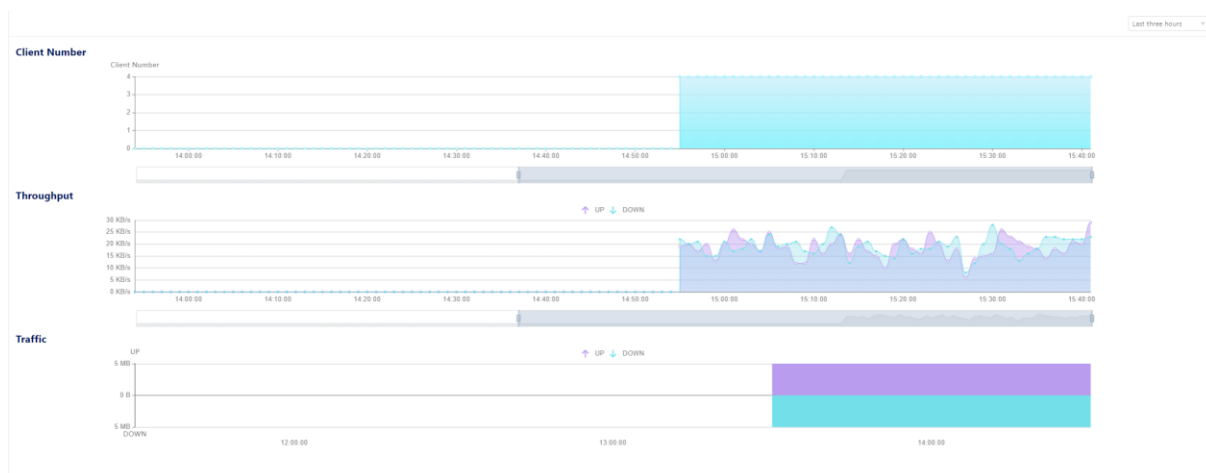 Last three hours
Client Number
Client Number
4
3
2
1
0
14:00:00 14:10:00 14:20:00 14:30:00 14:40:00 14:50:00 15:00:00 15:10:00 15:20:00 15:30:00 15:40:00
Throughput
UP DOWN
30 KB/s
25 KB/s
20 KB/s
15 KB/s
10 KB/s
5 KB/s
0 KB/s
14:00:00 14:10:00 14:20:00 14:30:00 14:40:00 14:50:00 15:00:00 15:10:00 15:20:00 15:30:00 15:40:00
Traffic
UP
UP DOWN
5 MB
0 B
5 MB
DOWN
12:00:00 13:00:00 14:00:00